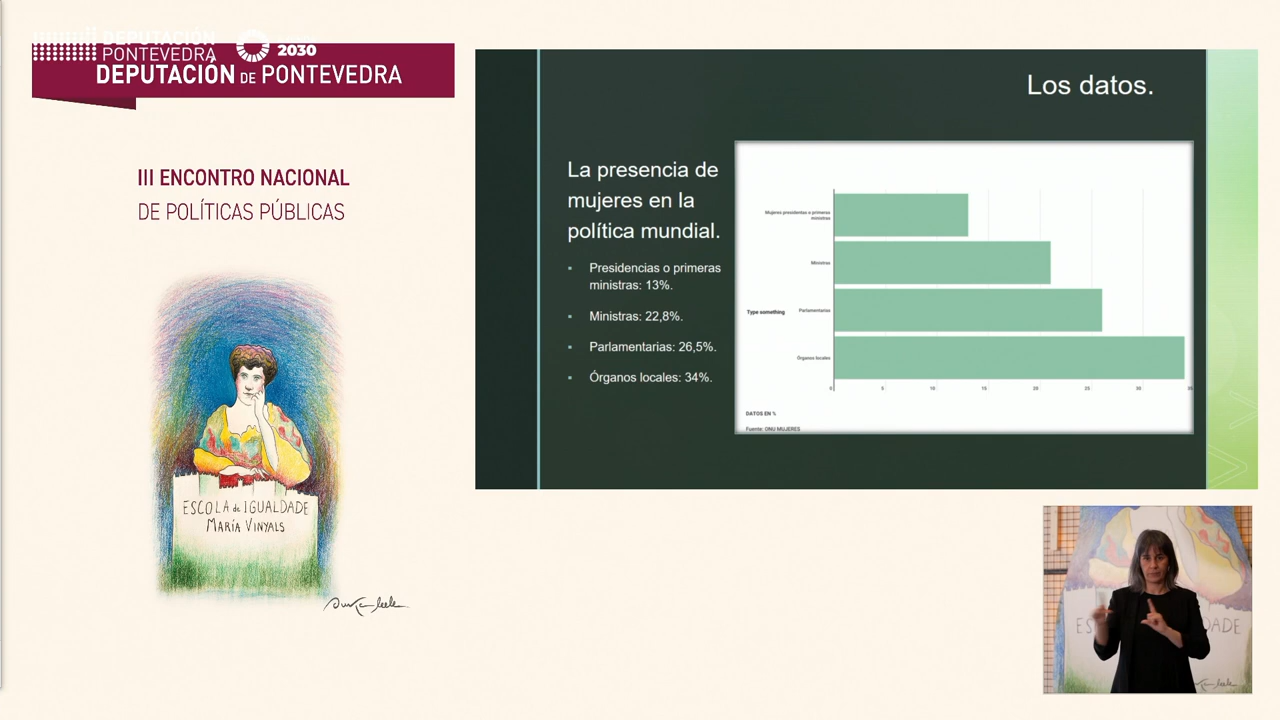 DEPUTACIÓN
PONTEVEDRA
2030
DEPUTACIÓN DE PONTEVEDRA
III ENCONTRO NACIONAL
DE POLÍTICAS PÚBLICAS
ESCOLA de IGUALDADE
MARÍA VINYALS
Los datos.
La presencia de
mujeres en la
política mundial.
Presidencias o primeras
ministras: 13%.
Ministras: 22,8%.
Parlamentarias: 26,5%.
Órganos locales: 34%.
Mujeres presidentas o primeras
ministras
Ministras
Type something
Parlamentarias
Órganos locales
0 5 10 15 20 25 30 35
DATOS EN %
Fuente: ONU MUJERES
ES
DADE